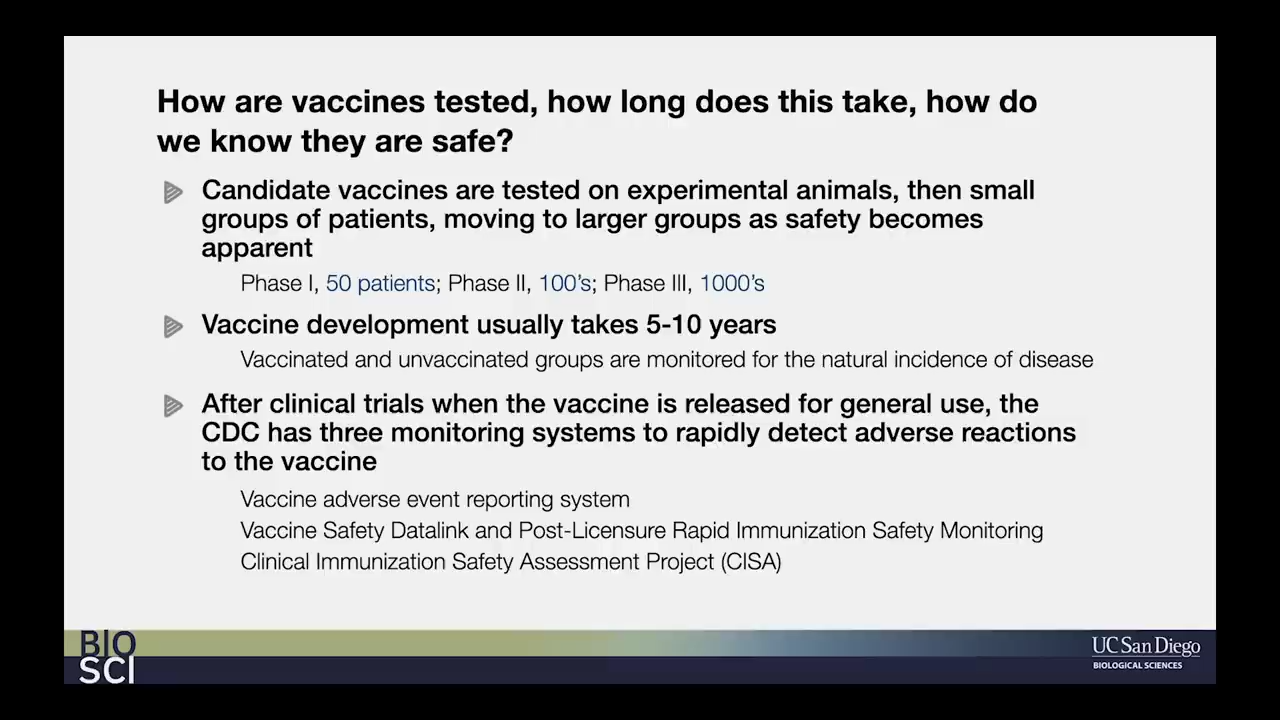 How are vaccines tested, how long does this take, how do
we know they are safe?
Candidate vaccines are tested on experimental animals, then small
groups of patients, moving to larger groups as safety becomes
apparent
Phase I, 50 patients; Phase II, 100’s; Phase III, 1000’s
Vaccine development usually takes 5-10 years
Vaccinated and unvaccinated groups are monitored for the natural incidence of disease
After clinical trials when the vaccine is released for general use, the
CDC has three monitoring systems to rapidly detect adverse reactions
to the vaccine
Vaccine adverse event reporting system
Vaccine Safety Datalink and Post-Licensure Rapid Immunization Safety Monitoring
Clinical Immunization Safety Assessment Project (CISA)
BIO
SCI
UC San Diego
BIOLOGICAL SCIENCES